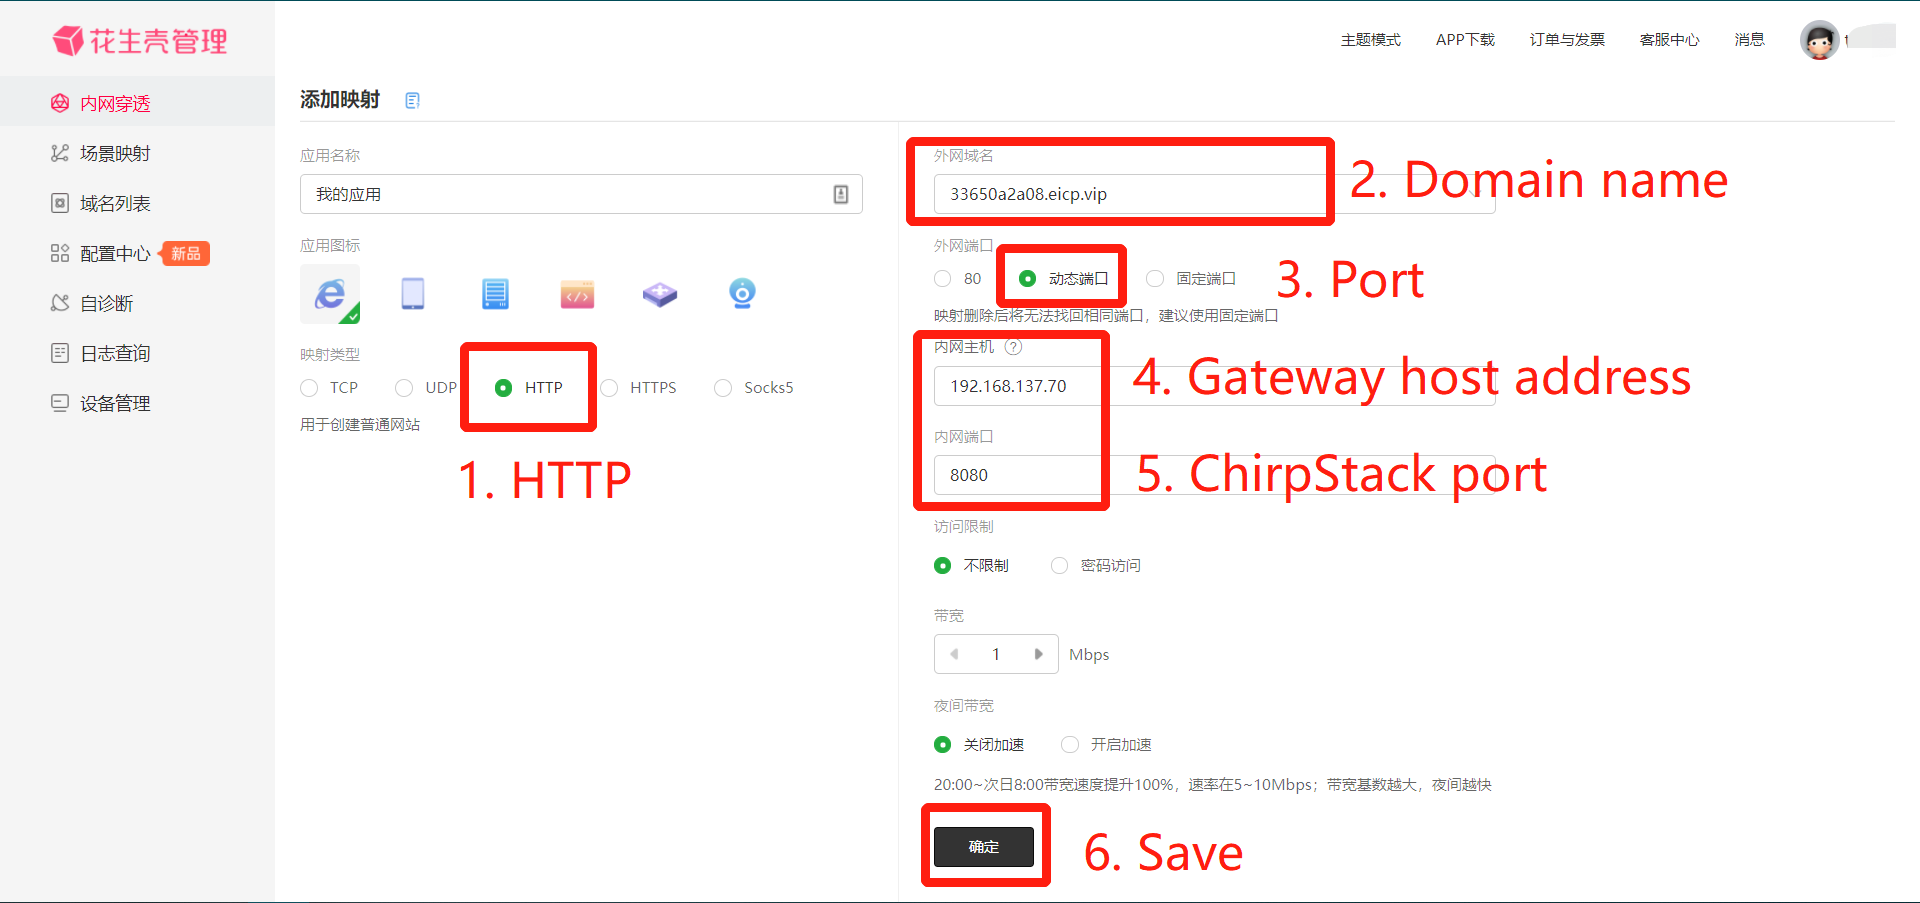 花生壳管理
主题模式 APP下载 订单与发票 客服中心 消息
内网穿透
场景映射
域名列表
配置中心 新品
自诊断
日志查询
设备管理
添加映射
应用名称
我的应用
应用图标
映射类型
TCP UDP HTTP HTTPS Socks5
用于创建普通网站
1. HTTP
外网域名
33650a2a08.eicp.vip
2. Domain name
外网端口
80 动态端口 固定端口
3. Port
映射删除后将无法找回相同端口，建议使用固定端口
内网主机 ?
192.168.137.70
4. Gateway host address
内网端口
8080
5. ChirpStack port
访问限制
不限制 密码访问
带宽
1 Mbps
夜间带宽
关闭加速 开启加速
20:00~次日8:00带宽速度提升100%，速率在5~10Mbps；带宽基数越大，夜间越快
确定
6. Save